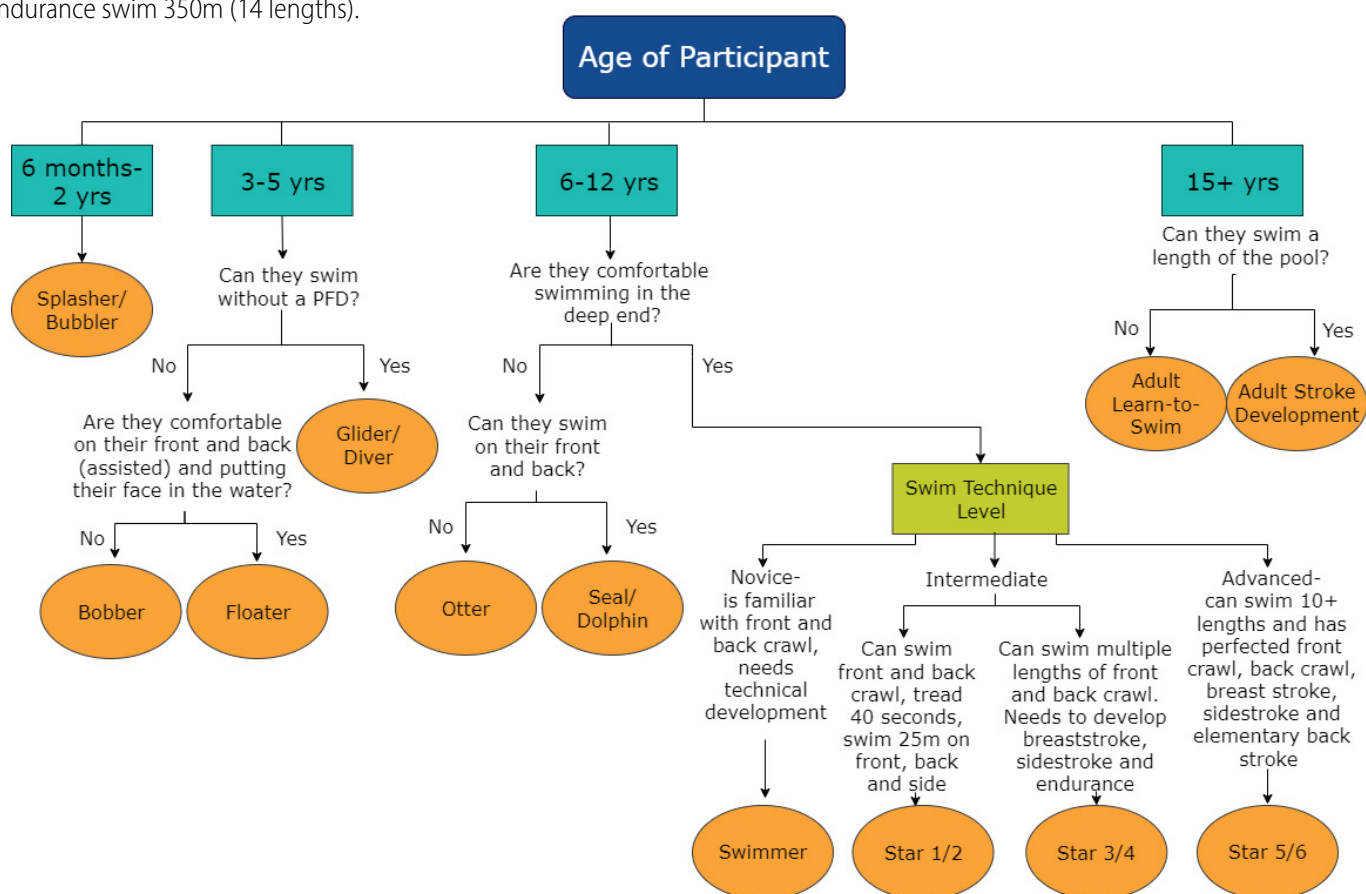 ndurance swim 350m (14 lengths).
Age of Participant
6 months-
2 yrs
3-5 yrs
6-12 yrs
15+ yrs
Splasher/
Bubbler
Can they swim
without a PFD?
No
Yes
Are they comfortable
on their front and back
(assisted) and putting
their face in the water?
Glider/
Diver
No
Yes
Bobber
Floater
Are they comfortable
swimming in the
deep end?
No
Yes
Can they swim
on their front
and back?
No
Yes
Otter
Seal/
Dolphin
Swim Technique
Level
Novice-
is familiar
with front and
back crawl,
needs
technical
development
Swimmer
Intermediate
Can swim
front and back
crawl, tread
40 seconds,
swim 25m on
front, back
and side
Star 1/2
Can swim multiple
lengths of front
and back crawl.
Needs to develop
breaststroke,
sidestroke and
endurance
Star 3/4
Advanced-
can swim 10+
lengths and has
perfected front
crawl, back crawl,
breast stroke,
sidestroke and
elementary back
stroke
Star 5/6
Can they swim a
length of the pool?
No
Yes
Adult
Learn-to-
Swim
Adult Stroke
Development